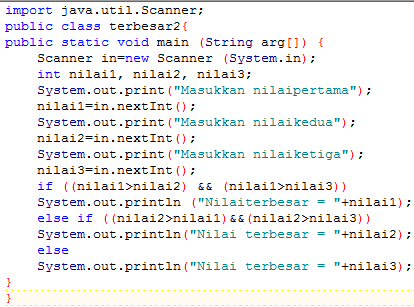 import java.util.Scanner;
public class terbesar2{
public static void main (String arg[]) {
Scanner in=new Scanner (System.in);
int nilai1, nilai2, nilai3;
System.out.print("Masukkan nilaipertama");
nilai1=in.nextInt();
System.out.print("Masukkan nilaikedua");
nilai2=in.nextInt();
System.out.print("Masukkan nilaiketiga");
nilai3=in.nextInt();
if ((nilai1>nilai2) && (nilai1>nilai3))
System.out.println ("Nilaiterbesar = "+nilai1);
else if ((nilai2>nilai1)&&(nilai2>nilai3))
System.out.println("Nilai terbesar = "+nilai2);
else
System.out.println("Nilai terbesar = "+nilai3);
}
}